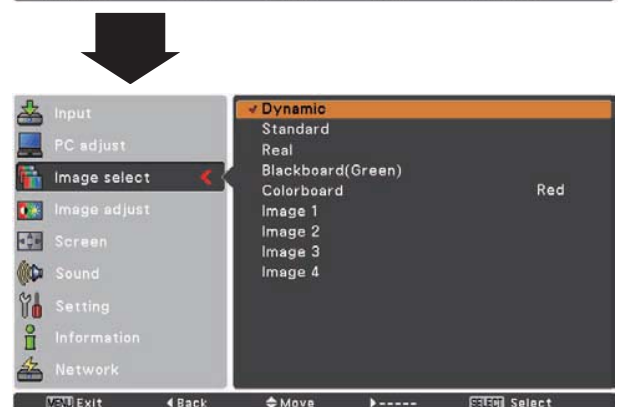 Input
PC adjust
Image select
Image adjust
Screen
Sound
Setting
Information
Network
Dynamic
Standard
Real
Blackboard(Green)
Colorboard Red
Image 1
Image 2
Image 3
Image 4
MENU Exit Back Move ----- SELECT Select